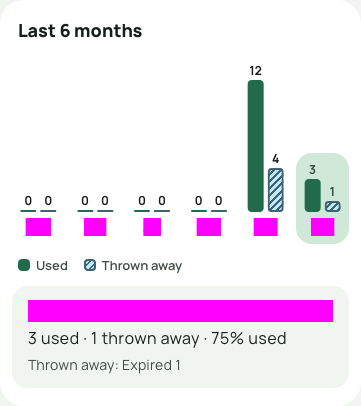 Last 6 months
12
4
3
1
0 0 0 0 0 0 0 0
Used Thrown away
3 used · 1 thrown away · 75% used
Thrown away: Expired 1